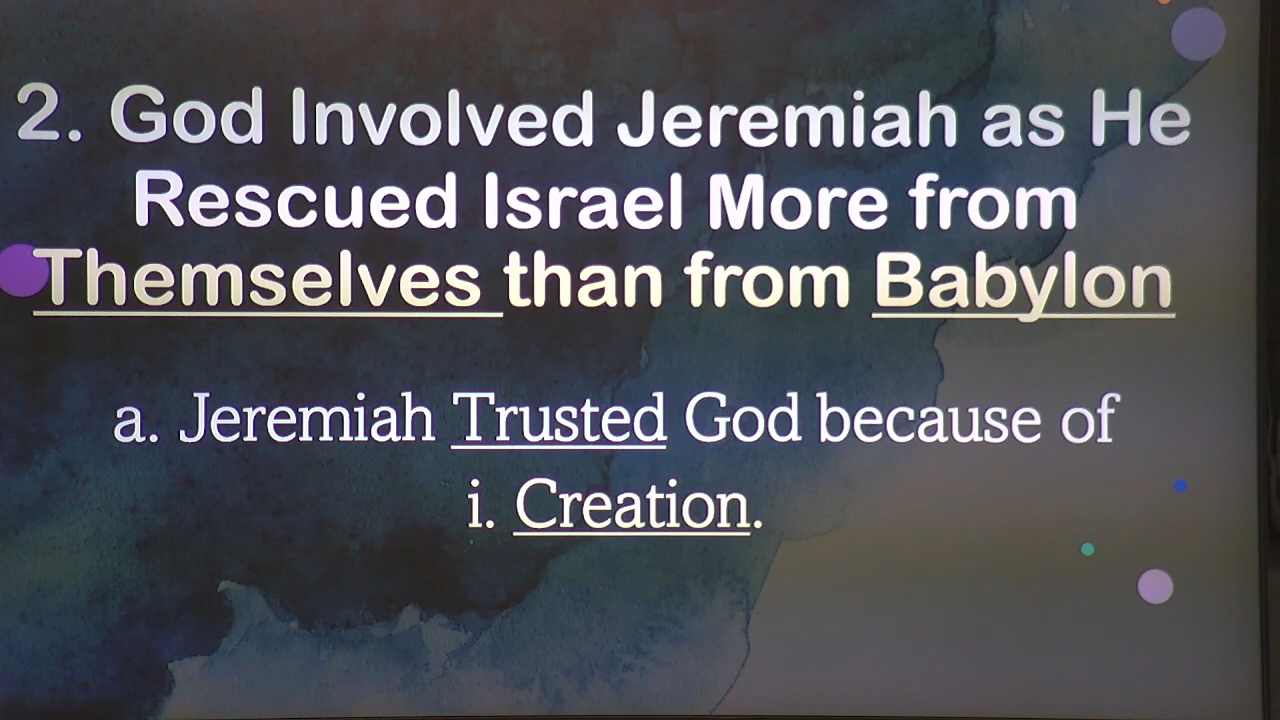 2. God Involved Jeremiah as He
Rescued Israel More from
Themselves than from Babylon
a. Jeremiah Trusted God because of
i. Creation.